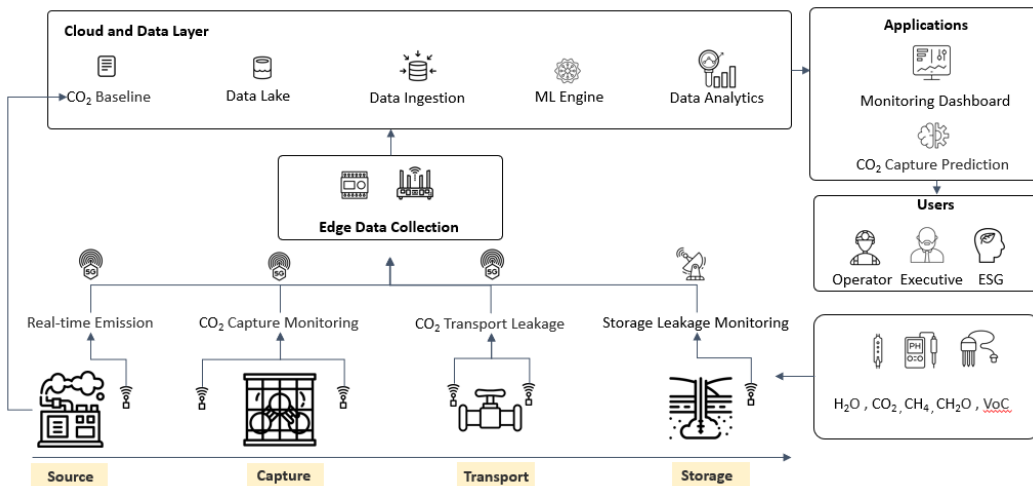 Cloud and Data Layer
CO₂ Baseline
Data Lake
Data Ingestion
ML Engine
Data Analytics
Applications
Monitoring Dashboard
CO₂ Capture Prediction
Edge Data Collection
Users
Operator
Executive
ESG
5G
5G
5G
Real-time Emission
CO₂ Capture Monitoring
CO₂ Transport Leakage
Storage Leakage Monitoring
PH
H₂O , CO₂, CH₄, CH₂O , VoC
Source
Capture
Transport
Storage